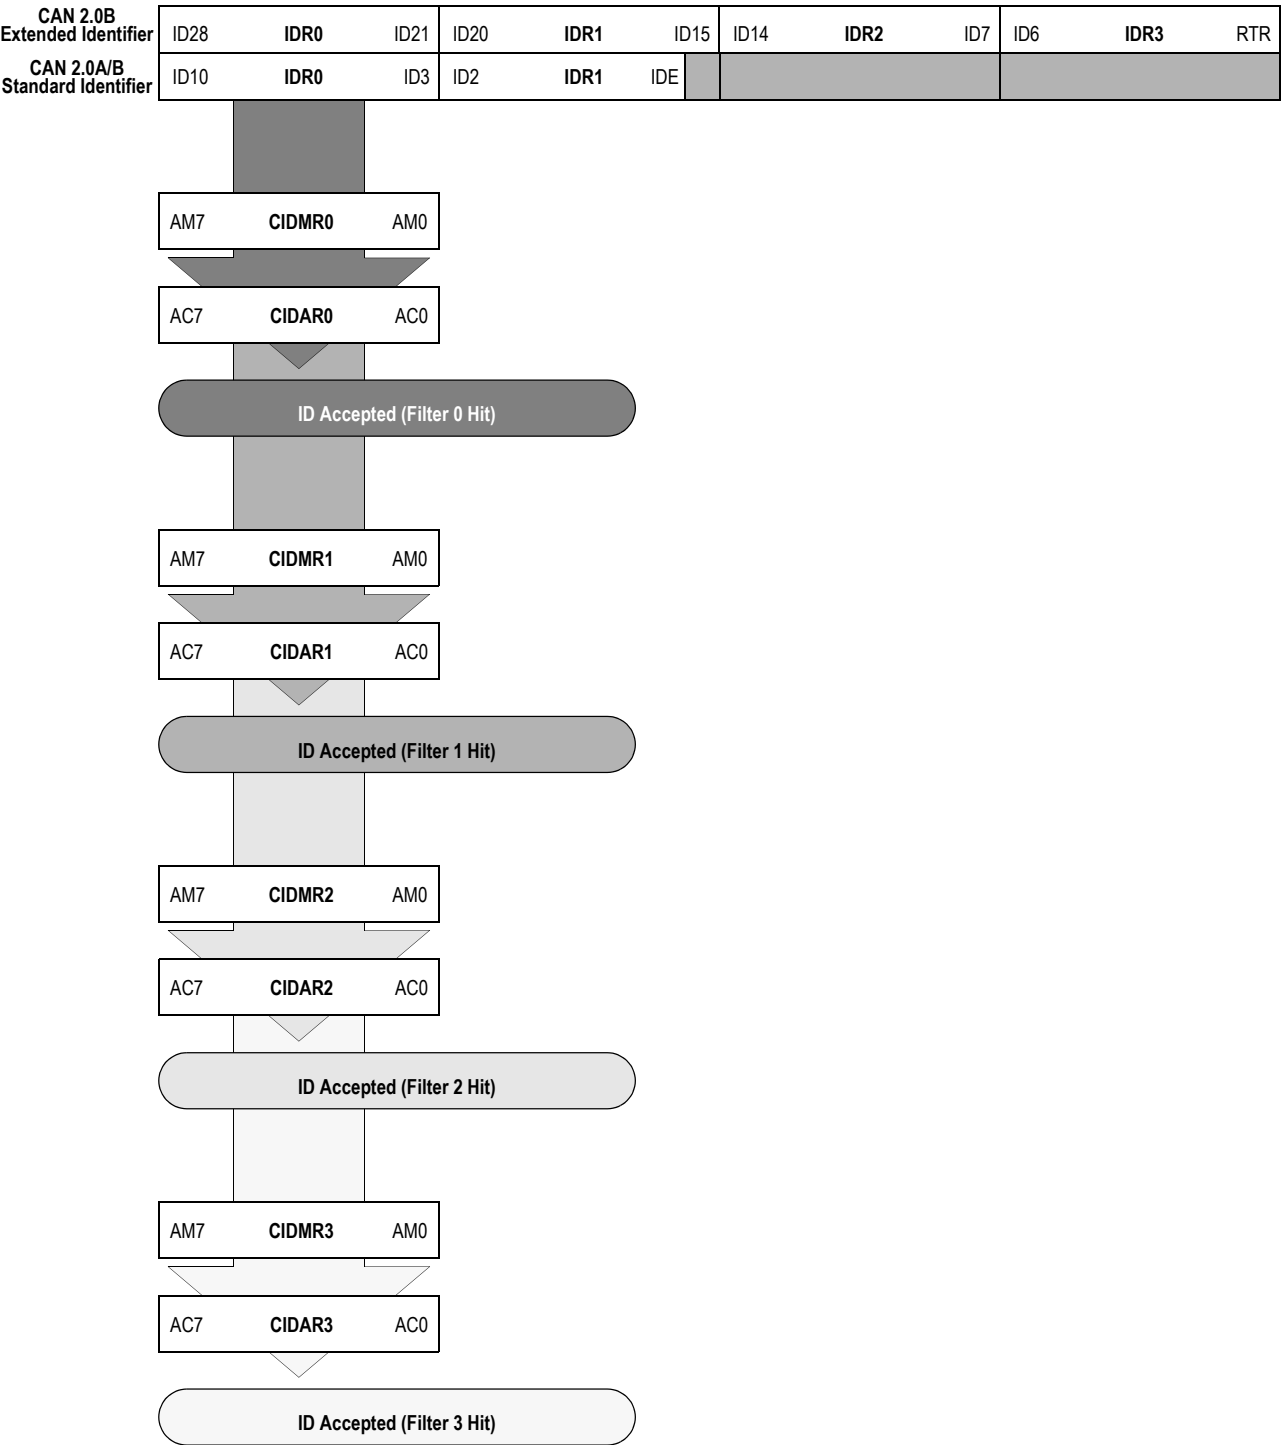 CAN 2.0B
Extended Identifier ID28 IDR0 ID21 ID20 IDR1 ID15 ID14 IDR2 ID7 ID6 IDR3 RTR
CAN 2.0A/B
Standard Identifier ID10 IDR0 ID3 ID2 IDR1 IDE
AM7 CIDMR0 AM0
AC7 CIDAR0 AC0
ID Accepted (Filter 0 Hit)
AM7 CIDMR1 AM0
AC7 CIDAR1 AC0
ID Accepted (Filter 1 Hit)
AM7 CIDMR2 AM0
AC7 CIDAR2 AC0
ID Accepted (Filter 2 Hit)
AM7 CIDMR3 AM0
AC7 CIDAR3 AC0
ID Accepted (Filter 3 Hit)